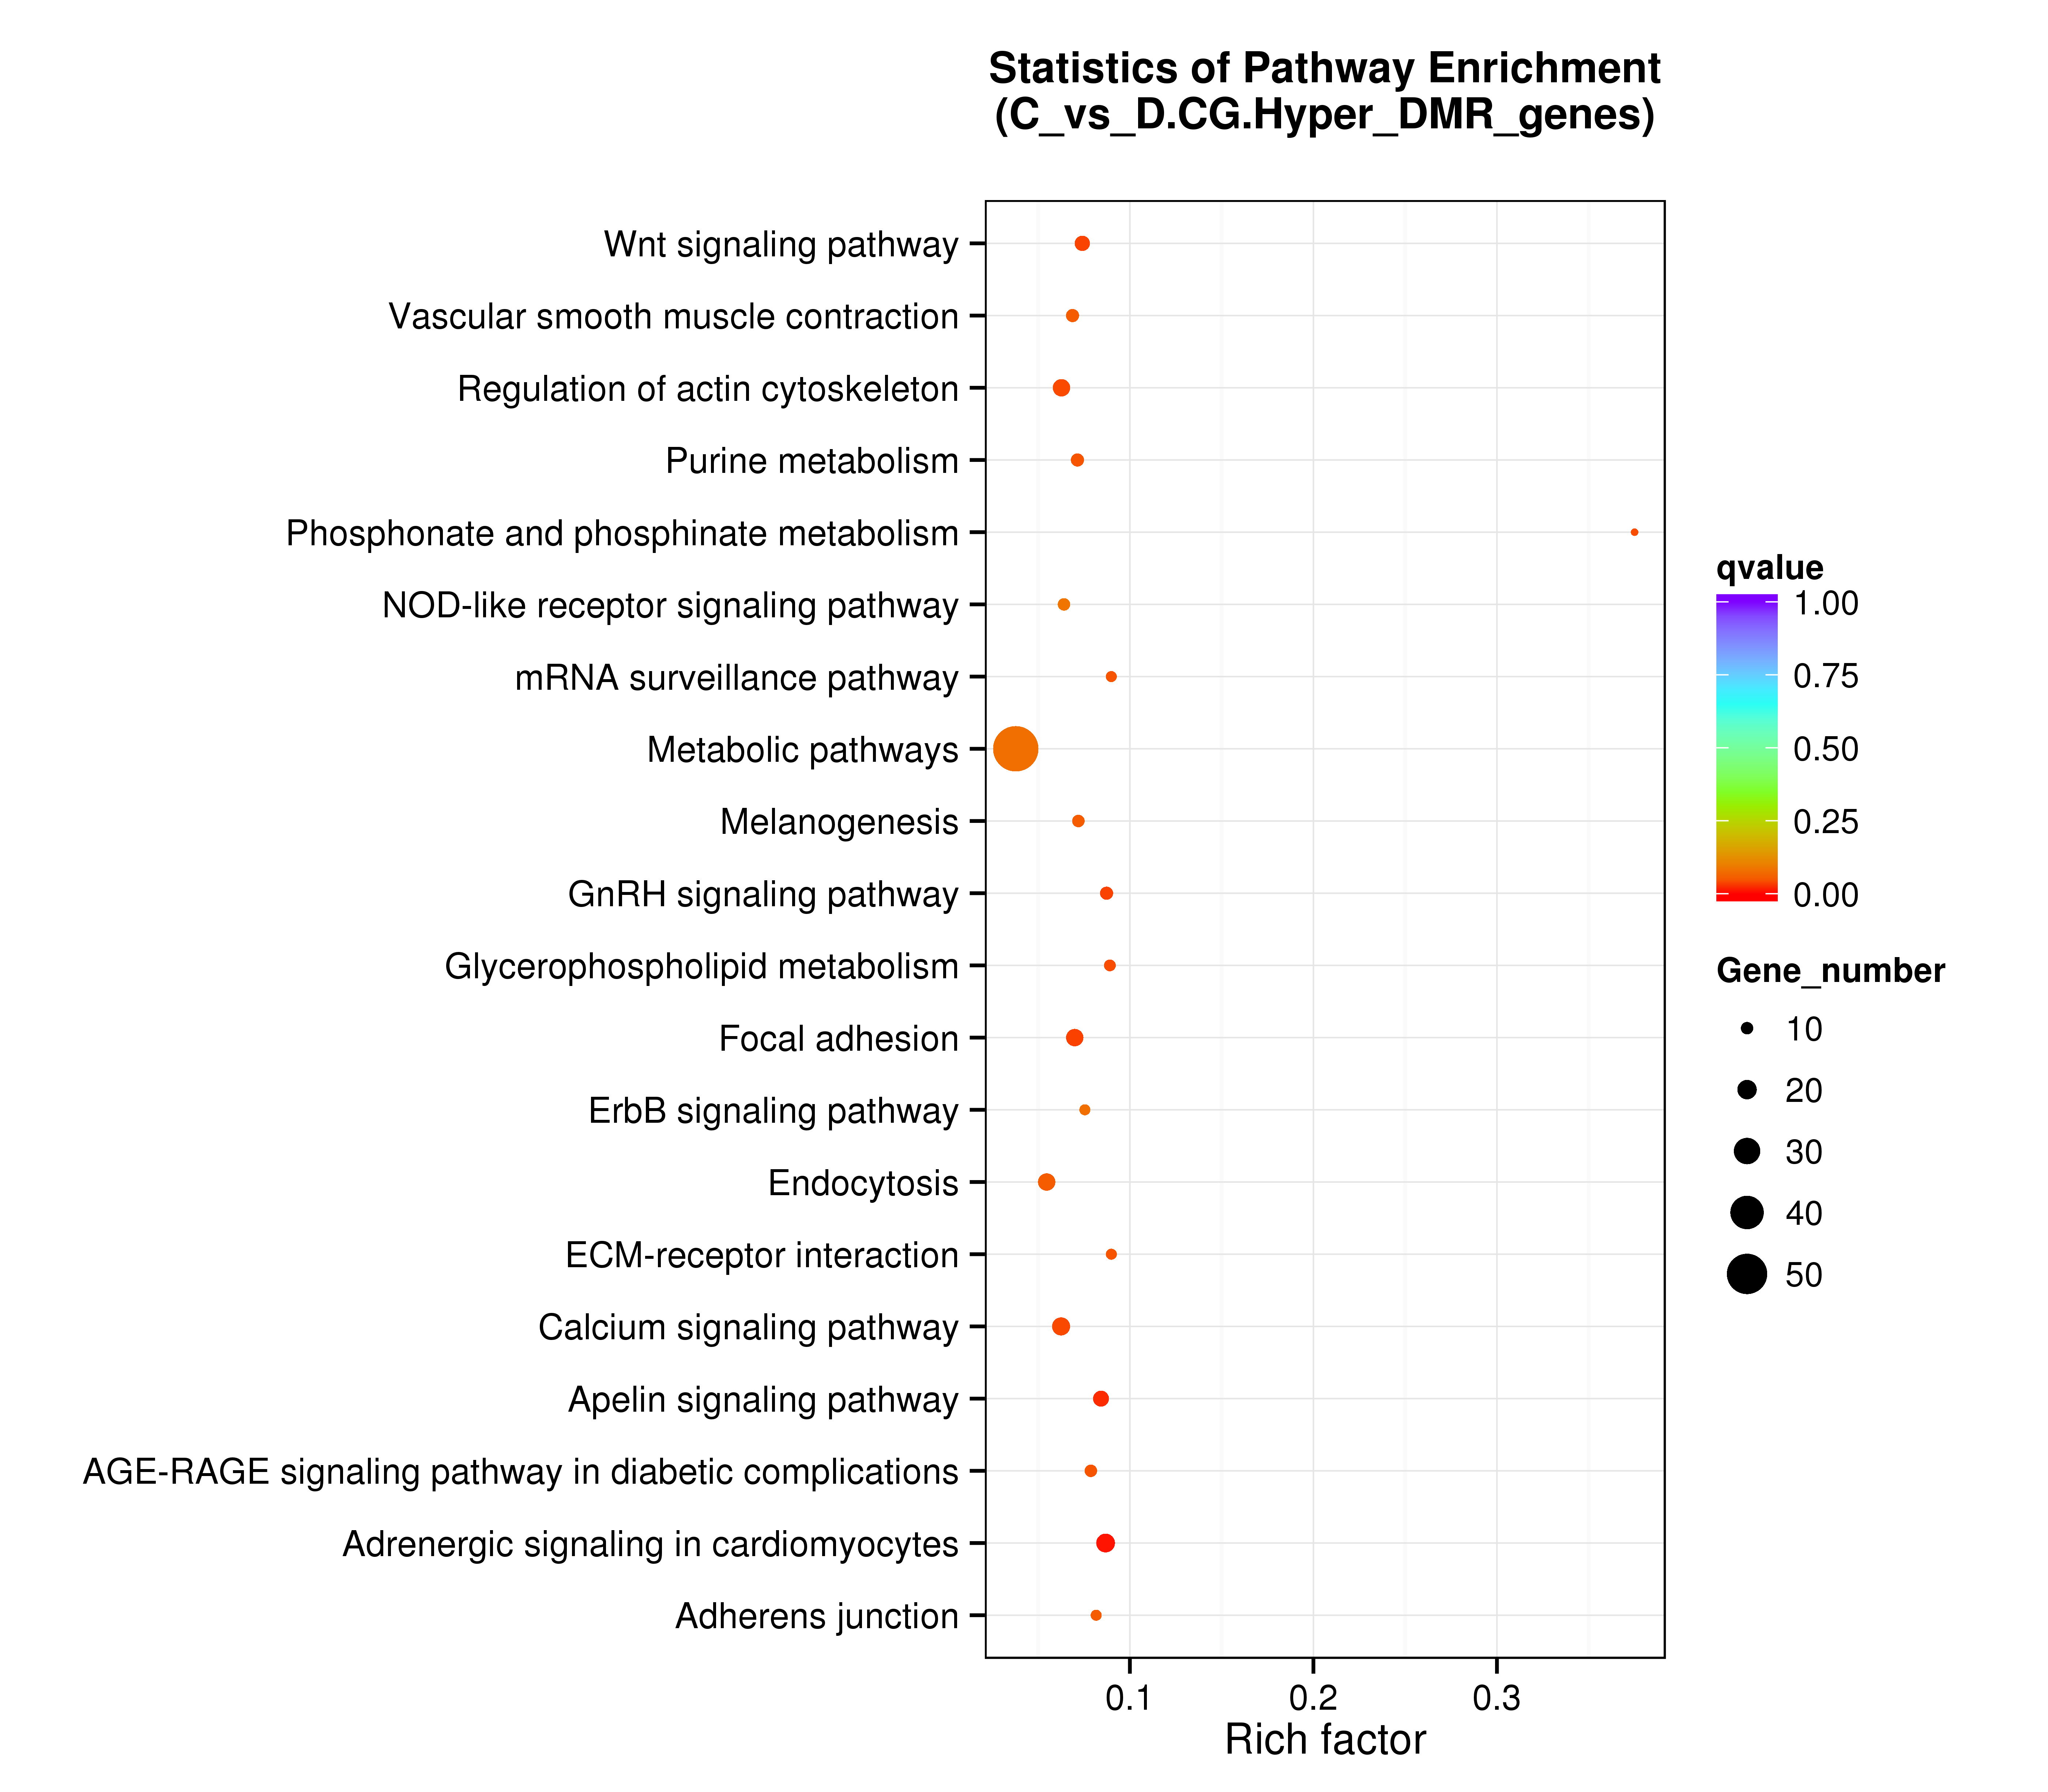 Statistics of Pathway Enrichment
(C_vs_D.CG.Hyper_DMR_genes)
Wnt signaling pathway
Vascular smooth muscle contraction
Regulation of actin cytoskeleton
Purine metabolism
Phosphonate and phosphinate metabolism
NOD-like receptor signaling pathway
mRNA surveillance pathway
Metabolic pathways
Melanogenesis
GnRH signaling pathway
Glycerophospholipid metabolism
Focal adhesion
ErbB signaling pathway
Endocytosis
ECM-receptor interaction
Calcium signaling pathway
Apelin signaling pathway
AGE-RAGE signaling pathway in diabetic complications
Adrenergic signaling in cardiomyocytes
Adherens junction
0.1 0.2 0.3
Rich factor
qvalue
1.00
0.75
0.50
0.25
0.00
Gene_number
10
20
30
40
50